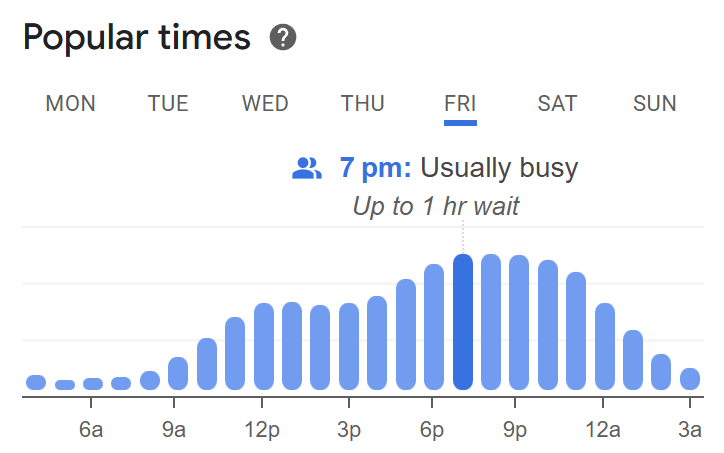 Popular times ?
MON TUE WED THU FRI SAT SUN
7 pm: Usually busy
Up to 1 hr wait
6a 9a 12p 3p 6p 9p 12a 3a